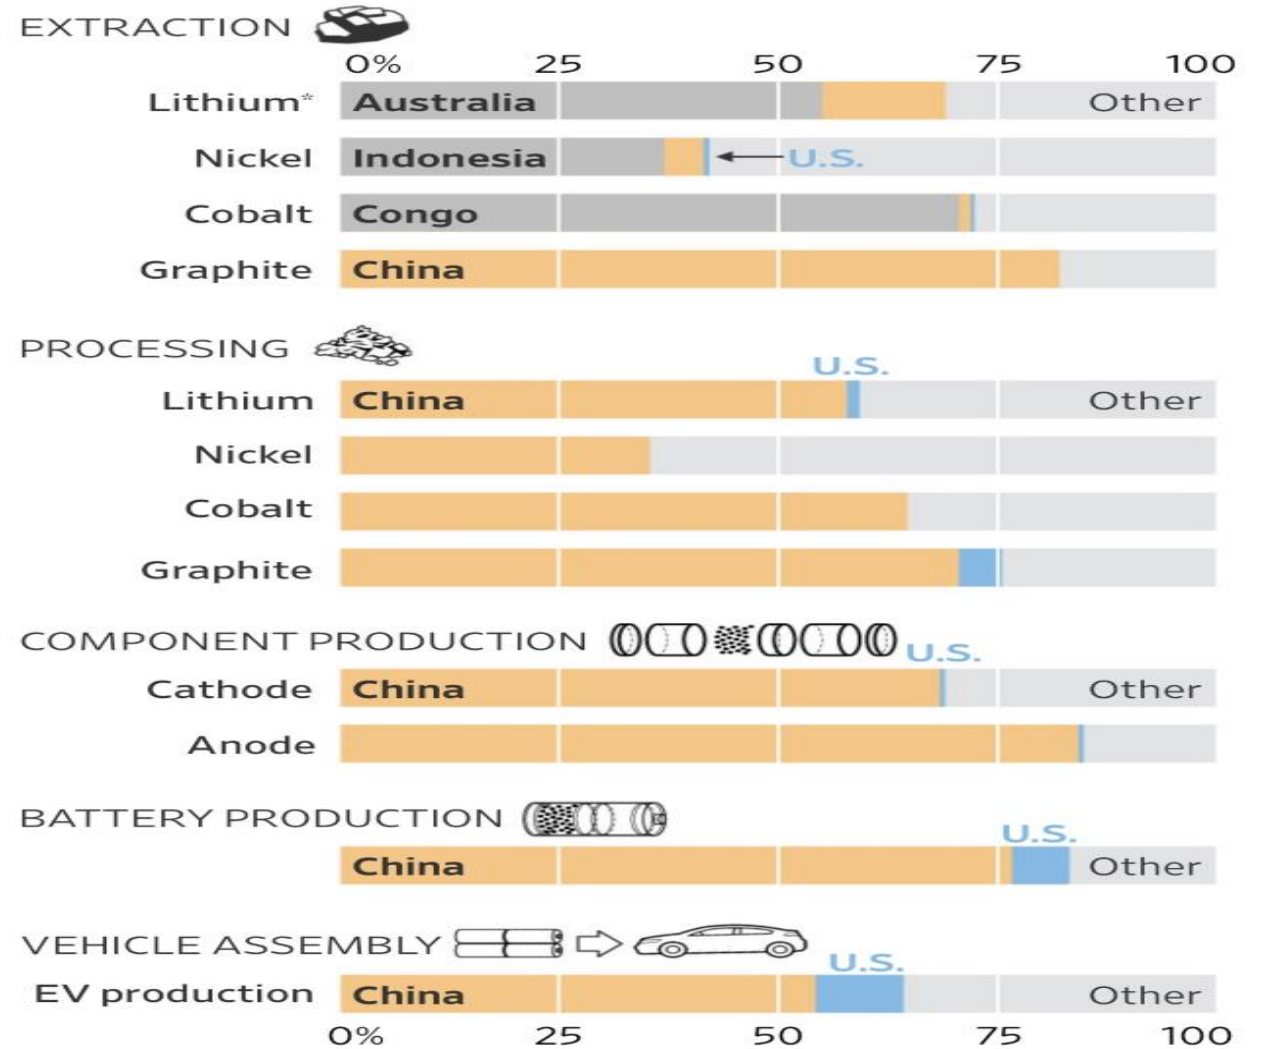 EXTRACTION
0% 25 50 75 100
Lithium* Australia Other
Nickel Indonesia U.S.
Cobalt Congo
Graphite China
PROCESSING
U.S.
Lithium China Other
Nickel
Cobalt
Graphite
COMPONENT PRODUCTION
U.S.
Cathode China Other
Anode
BATTERY PRODUCTION
U.S.
China Other
VEHICLE ASSEMBLY
U.S.
EV production China Other
0% 25 50 75 100